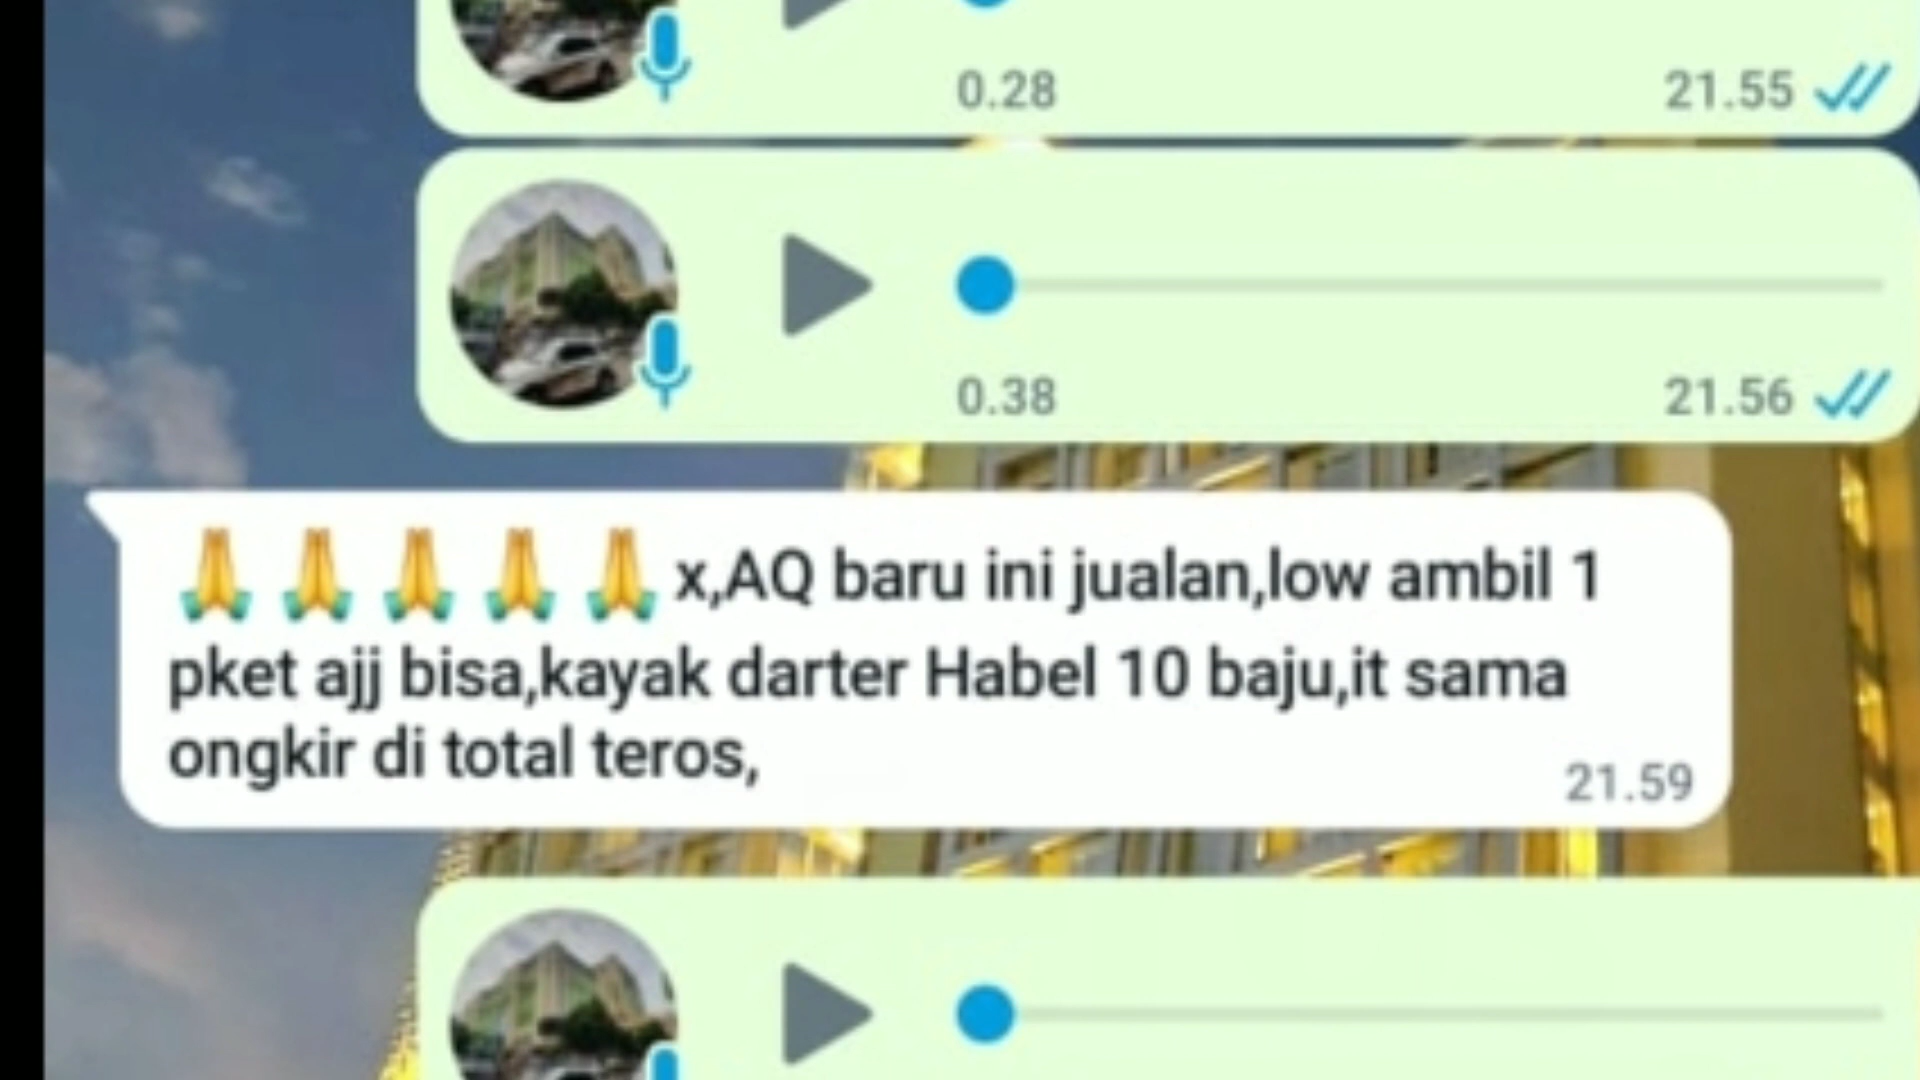 0.28 21.55
0.38 21.56
🙏🙏🙏🙏🙏x,AQ baru ini jualan,low ambil 1
pket ajj bisa,kayak darter Habel 10 baju,it sama
ongkir di total teros,
21.59